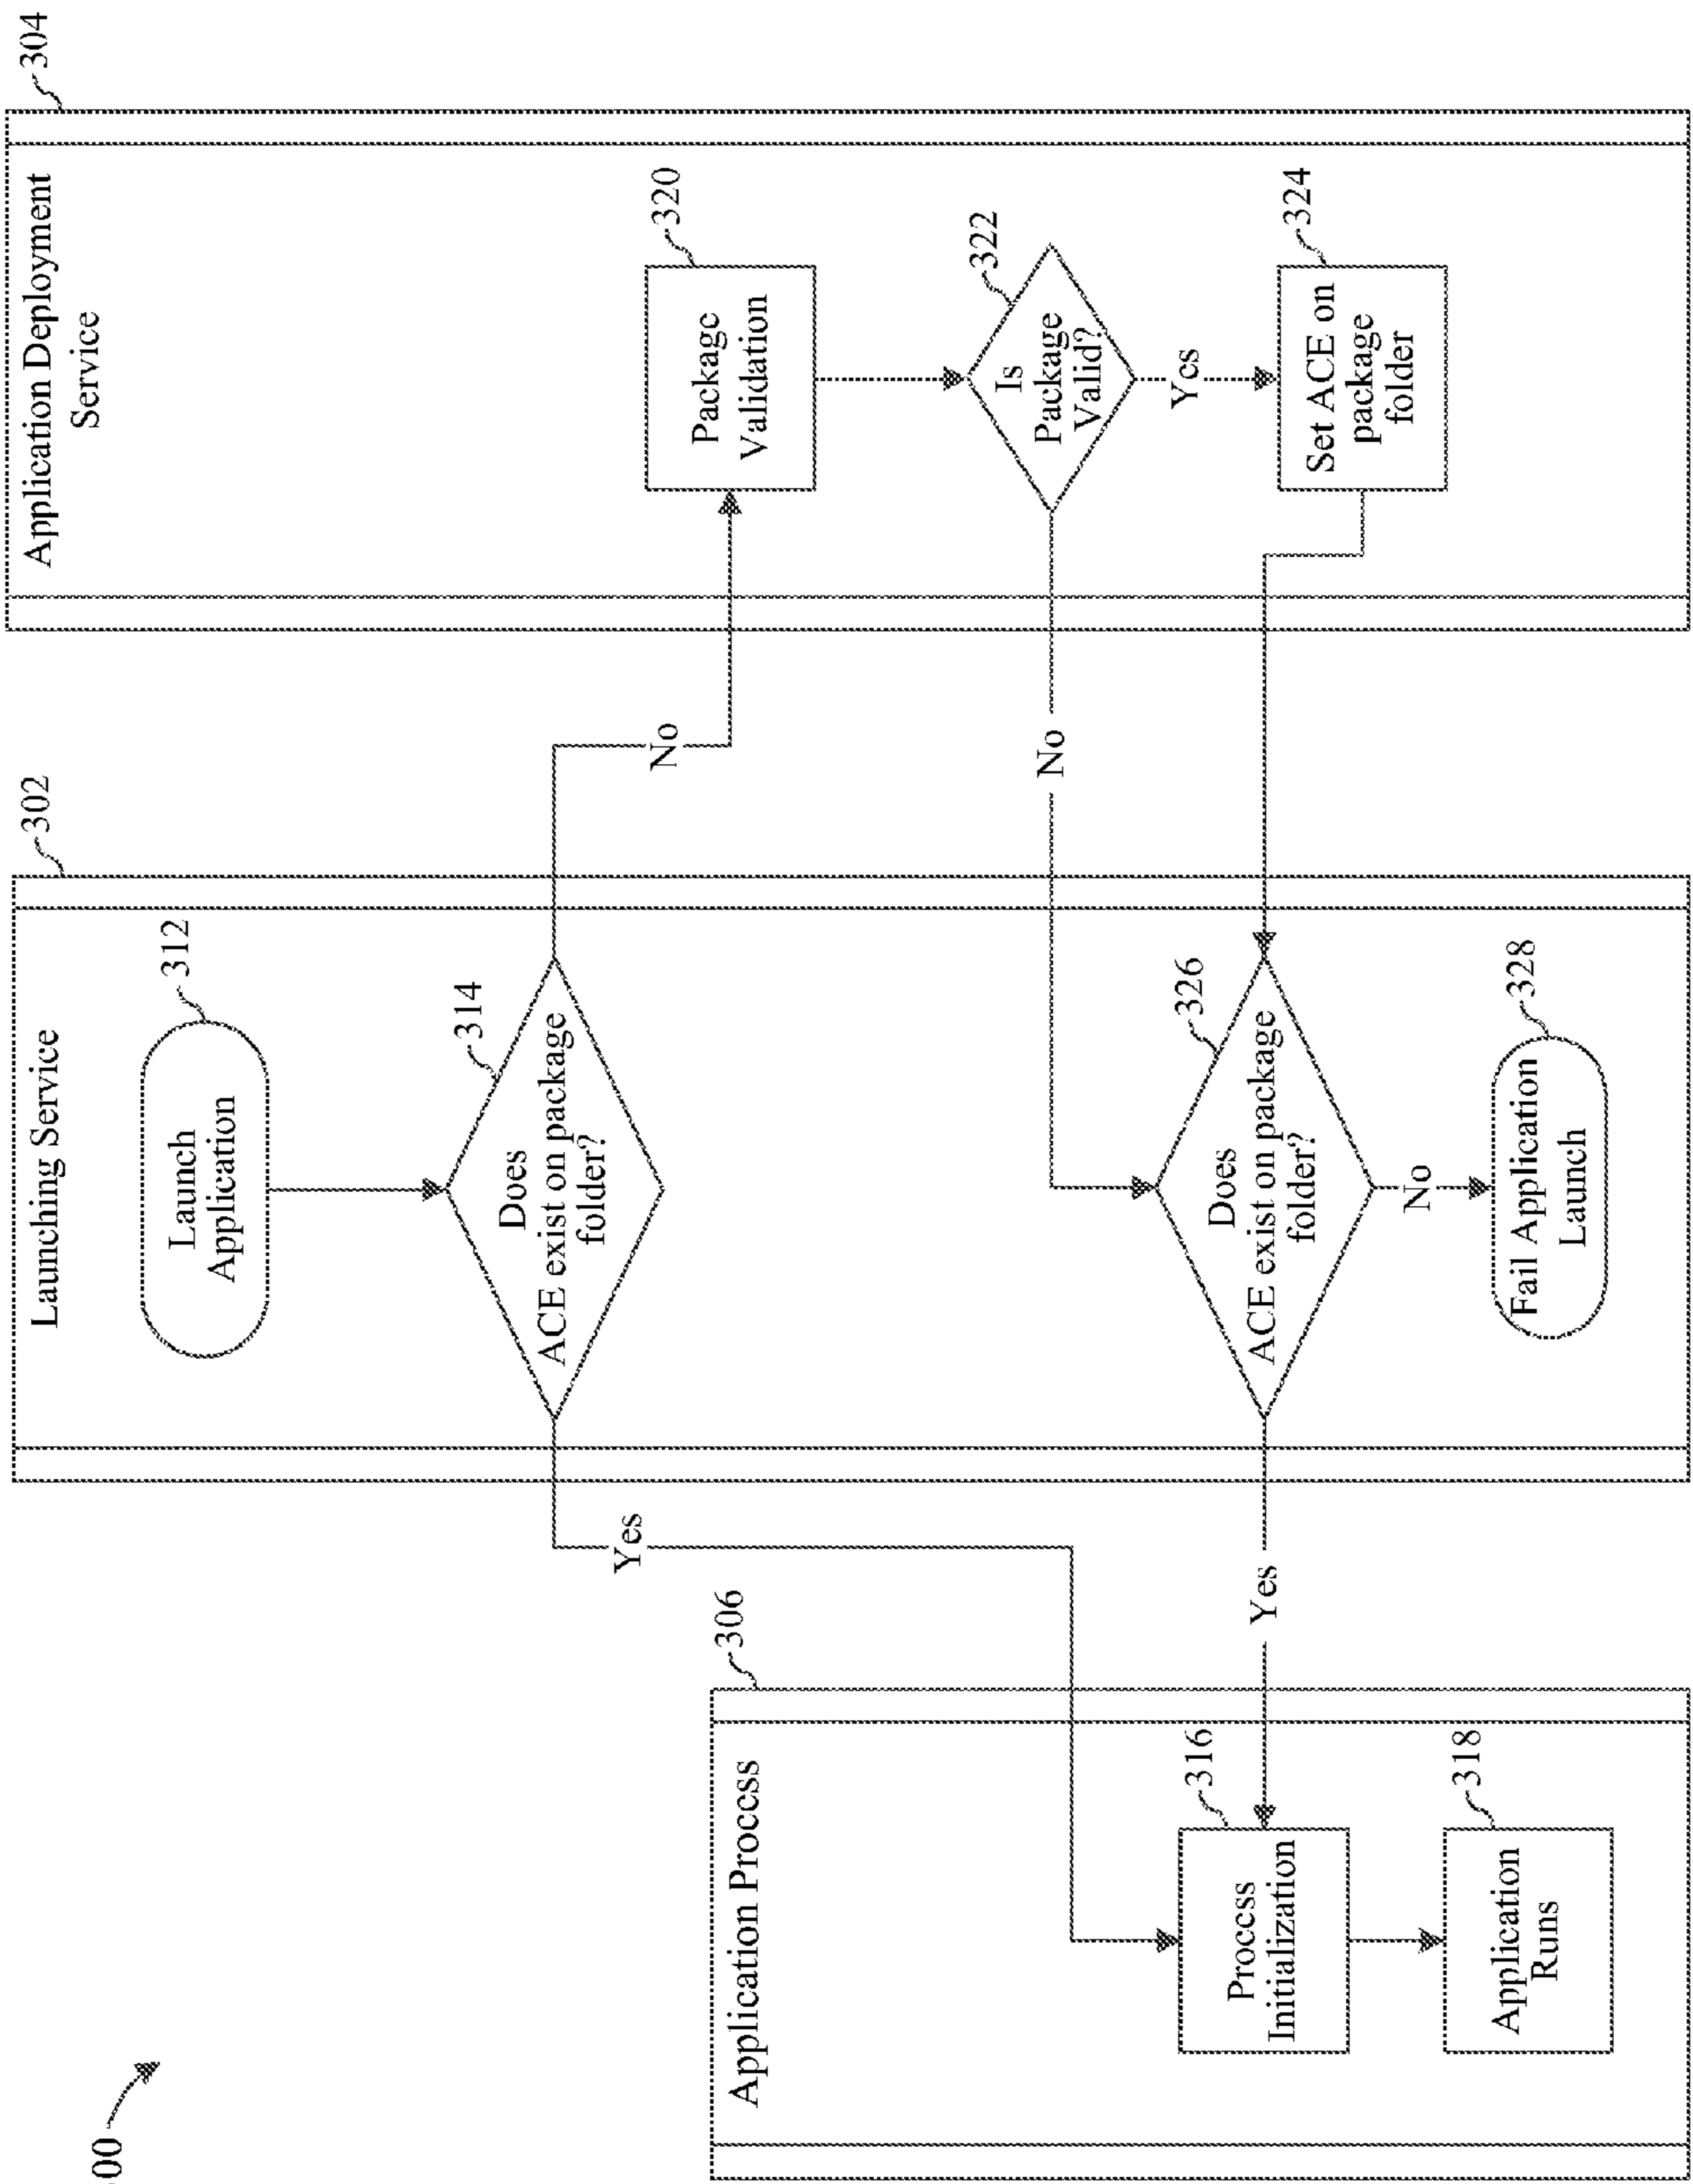 00
Application Process
306
Process
Initialization
316
Application
Runs
318
Yes
Yes
Launching Service
302
Launch
Application
312
Does
ACE exist on package
folder?
314
Does
ACE exist on package
folder?
326
No
Fail Application
Launch
328
No
No
Application Deployment
Service
304
Package
Validation
320
Is
Package
Valid?
322
Yes
Set ACE on
package
folder
324